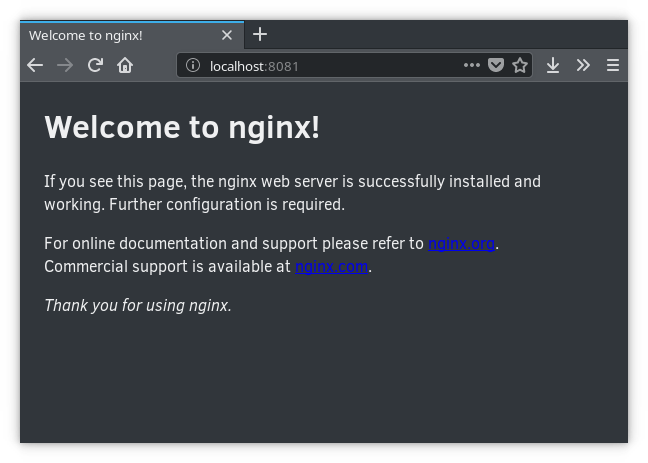 Welcome to nginx!
localhost:8081
Welcome to nginx!
If you see this page, the nginx web server is successfully installed and
working. Further configuration is required.
For online documentation and support please refer to nginx.org.
Commercial support is available at nginx.com.
Thank you for using nginx.